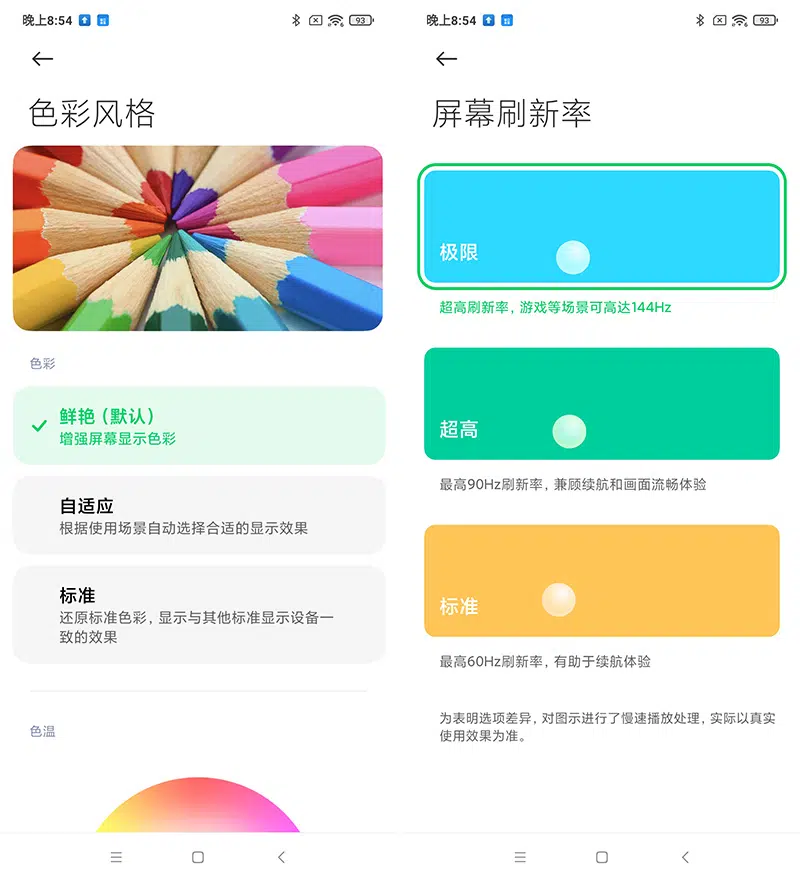 晚上8:54
93
色彩风格
色彩
鲜艳（默认）
增强屏幕显示色彩
自适应
根据使用场景自动选择合适的显示效果
标准
还原标准色彩，显示与其他标准显示设备一
致的效果
色温
晚上8:54
93
屏幕刷新率
极限
超高刷新率，游戏等场景可高达144Hz
超高
最高90Hz刷新率，兼顾续航和画面流畅体验
标准
最高60Hz刷新率，有助于续航体验
为表明选项差异，对图示进行了慢速播放处理，实际以真实
使用效果为准。